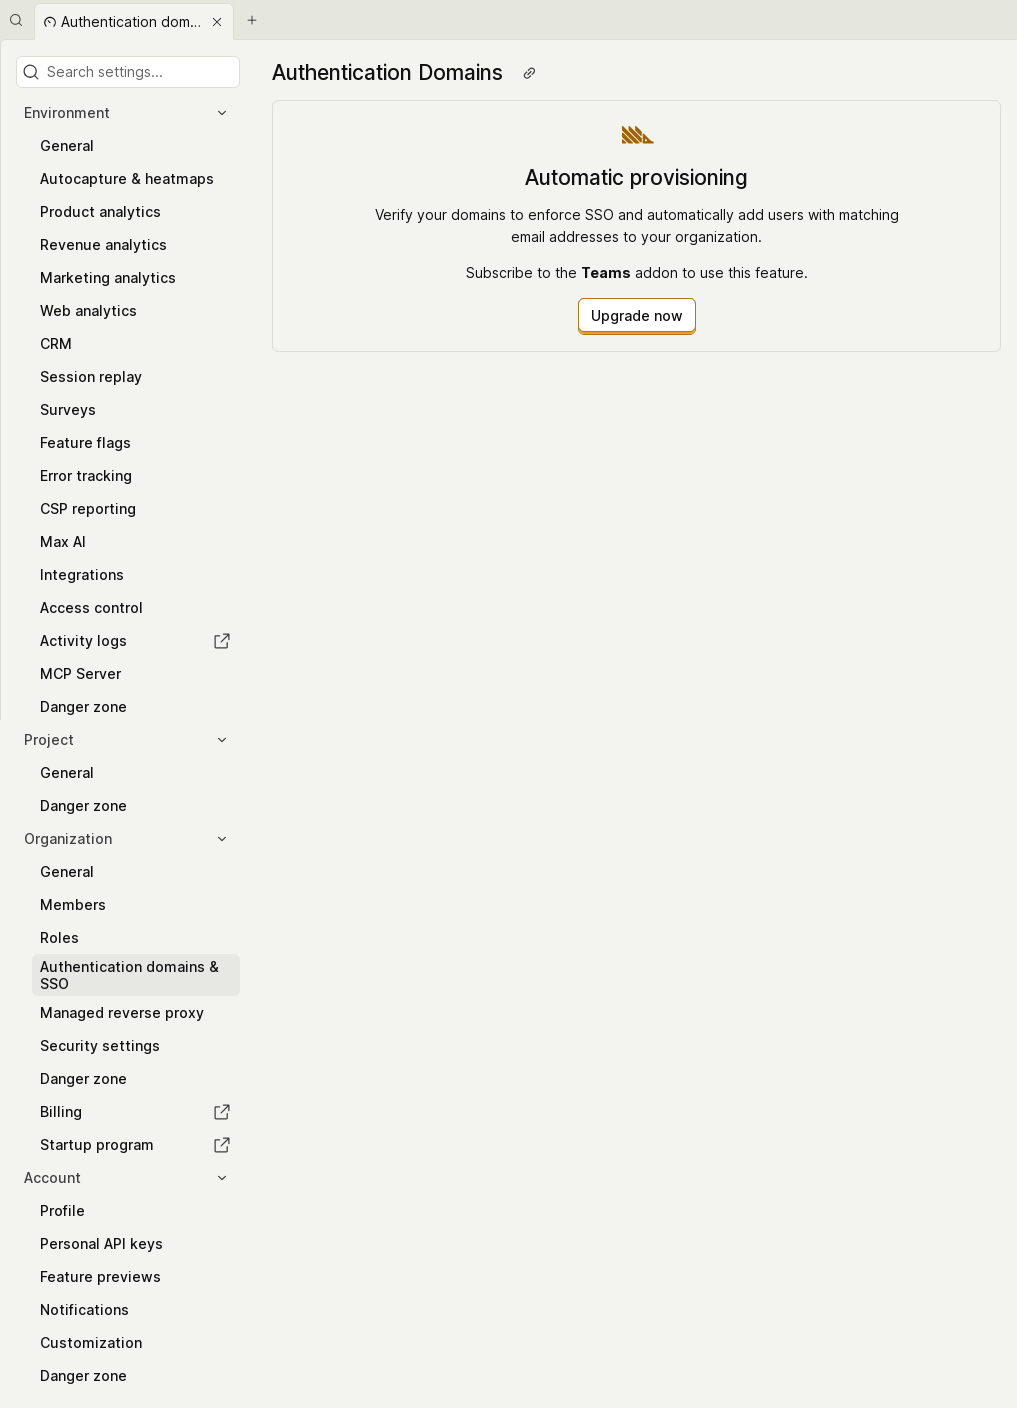 Authentication dom...
Search settings...
Environment
General
Autocapture & heatmaps
Product analytics
Revenue analytics
Marketing analytics
Web analytics
CRM
Session replay
Surveys
Feature flags
Error tracking
CSP reporting
Max AI
Integrations
Access control
Activity logs
MCP Server
Danger zone
Project
General
Danger zone
Organization
General
Members
Roles
Authentication domains &
SSO
Managed reverse proxy
Security settings
Danger zone
Billing
Startup program
Account
Profile
Personal API keys
Feature previews
Notifications
Customization
Danger zone
Authentication Domains
Automatic provisioning
Verify your domains to enforce SSO and automatically add users with matching
email addresses to your organization.
Subscribe to the Teams addon to use this feature.
Upgrade now